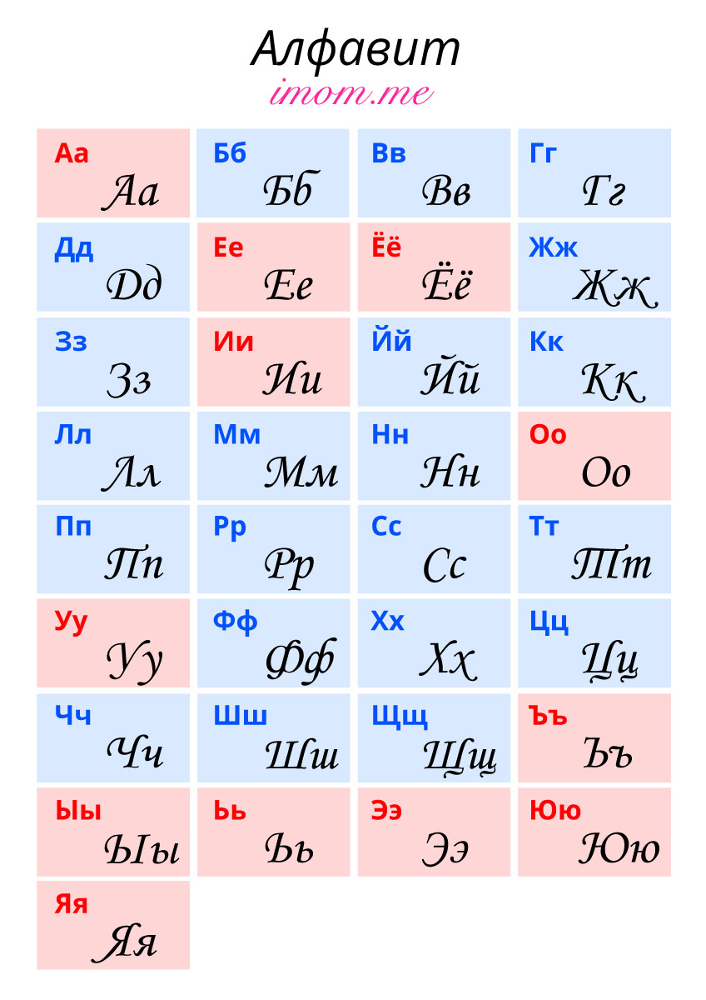 Алфавит
imom.me
Аа Бб Вв Гг
Аа Бб Вв Гг
Дд Ее Ёё Жж
Дд Ее Ёё Жж
Зз Ии Йй Кк
Зз Ии Йй Кк
Лл Мм Нн Оо
Лл Мм Нн Оо
Пп Рр Сс Тт
Пп Рр Сс Тт
Уу Фф Хх Цц
Уу Фф Хх Цц
Чч Шш Щщ Ъъ
Чч Шш Щщ Ъъ
Ыы Ьь Ээ Юю
Ыы Ьь Ээ Юю
Яя
Яя